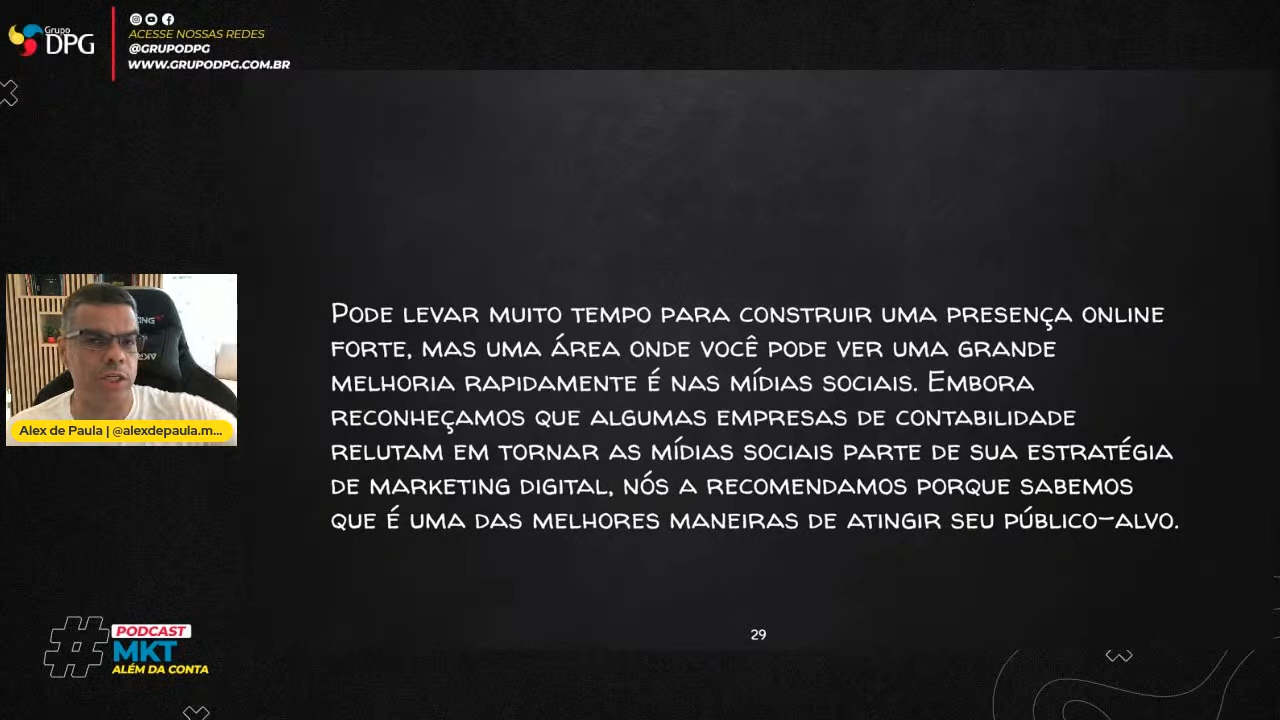 Grupo
DPG
ACESSE NOSSAS REDES
@GRUPODPG
WWW.GRUPODPG.COM.BR
PODE LEVAR MUITO TEMPO PARA CONSTRUIR UMA PRESENÇA ONLINE
FORTE, MAS UMA ÁREA ONDE VOCÊ PODE VER UMA GRANDE
MELHORIA RAPIDAMENTE É NAS MÍDIAS SOCIAIS. EMBORA
RECONHEÇAMOS QUE ALGUMAS EMPRESAS DE CONTABILIDADE
RELUTAM EM TORNAR AS MÍDIAS SOCIAIS PARTE DE SUA ESTRATÉGIA
DE MARKETING DIGITAL, NÓS A RECOMENDAMOS PORQUE SABEMOS
QUE É UMA DAS MELHORES MANEIRAS DE ATINGIR SEU PÚBLICO-ALVO.
Alex de Paula | @alexdepaula.m...
29
# PODCAST
MKT
ALÉM DA CONTA